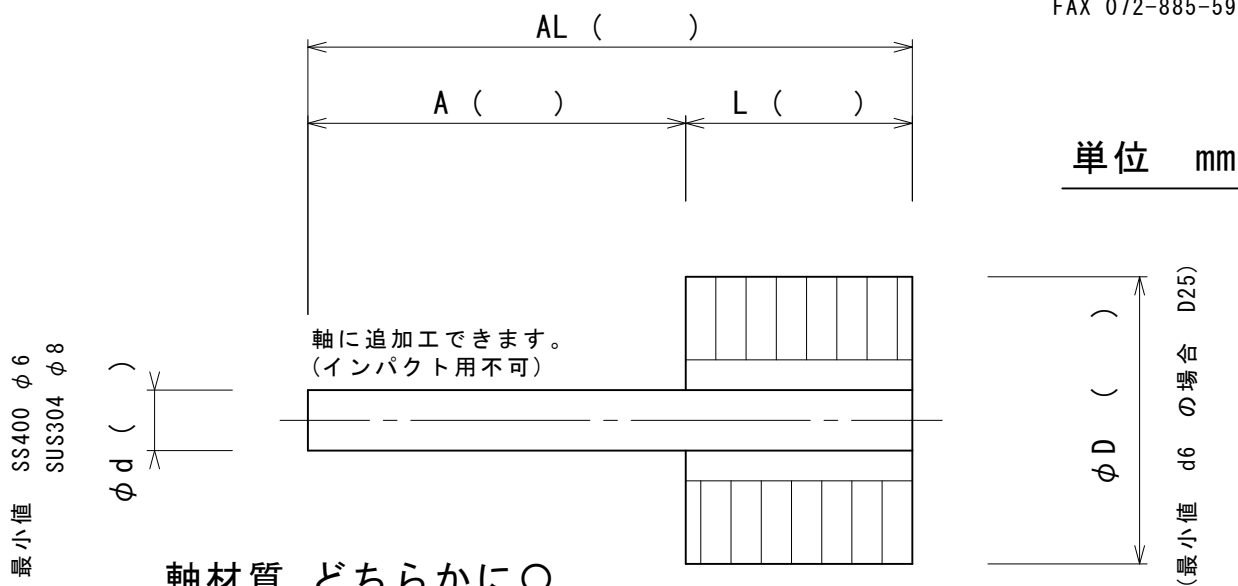 FAX 072-885-59
AL (      )
A (    )
L (    )
単位 mm
軸に追加工できます。
(インパクト用不可)
最小値 SS400 φ6
SUS304 φ8
φd (    )
φD (    )
(最小値 d6 の場合 D25)
軸材質 どちらかに○